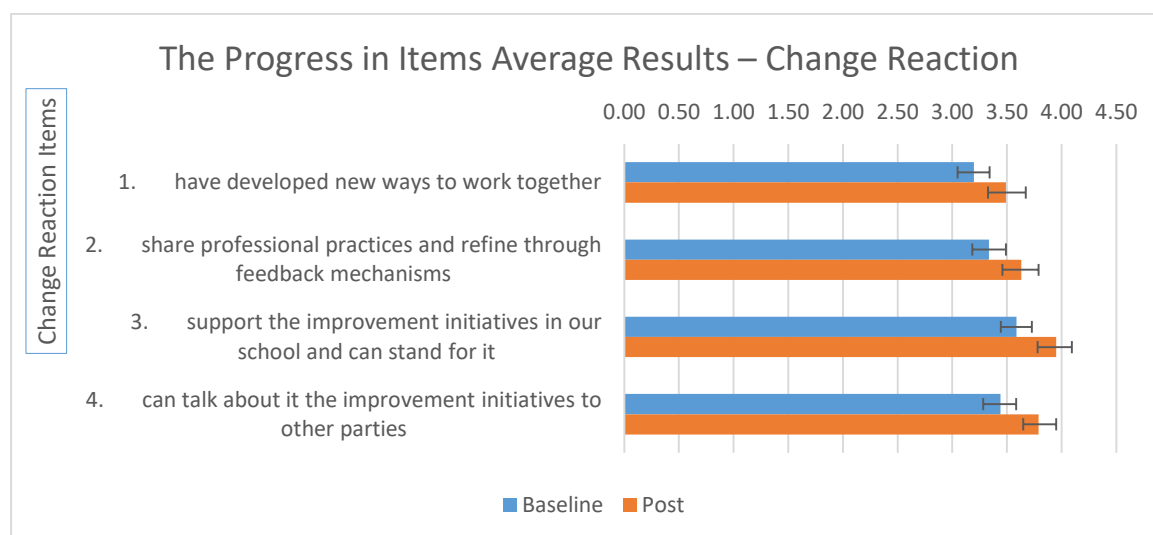 The Progress in Items Average Results – Change Reaction
Change Reaction Items
0.00 0.50 1.00 1.50 2.00 2.50 3.00 3.50 4.00 4.50
1. have developed new ways to work together
2. share professional practices and refine through
feedback mechanisms
3. support the improvement initiatives in our
school and can stand for it
4. can talk about it the improvement initiatives to
other parties
Baseline Post